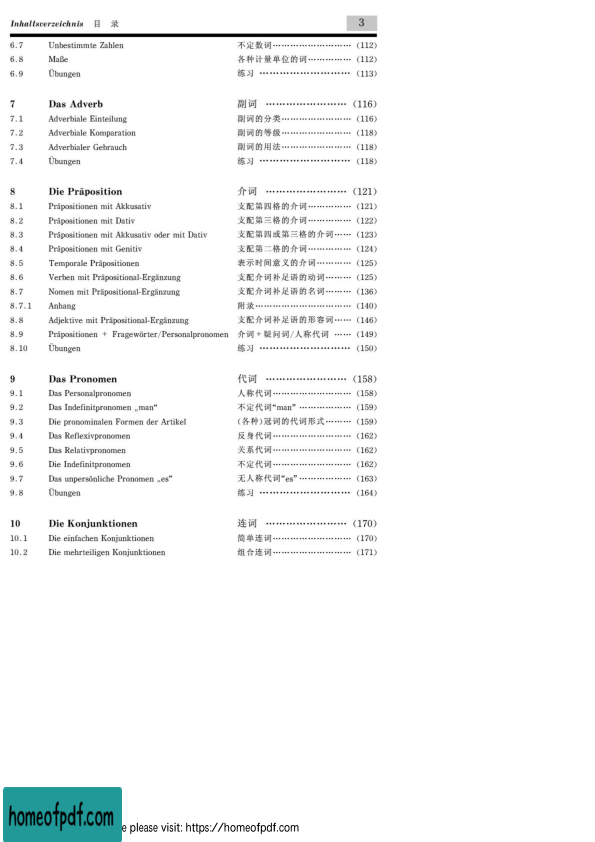 Inhaltsverzeichnis 目 录 3
6.7 Unbestimmte Zahlen 不定数词……………………… (112)
6.8 Maße 各种计量单位的词…………… (112)
6.9 Übungen 练习 ……………………… (113)
7 Das Adverb 副词 …………………… (116)
7.1 Adverbiale Einteilung 副词的分类…………………… (116)
7.2 Adverbiale Komparation 副词的等级…………………… (118)
7.3 Adverbialer Gebrauch 副词的用法…………………… (118)
7.4 Übungen 练习 ……………………… (118)
8 Die Präposition 介词 …………………… (121)
8.1 Präpositionen mit Akkusativ 支配第四格的介词…………… (121)
8.2 Präpositionen mit Dativ 支配第三格的介词…………… (122)
8.3 Präpositionen mit Akkusativ oder mit Dativ 支配第四或第三格的介词…… (123)
8.4 Präpositionen mit Genitiv 支配第二格的介词…………… (124)
8.5 Temporale Präpositionen 表示时间意义的介词………… (125)
8.6 Verben mit Präpositional-Ergänzung 支配介词补足语的动词……… (125)
8.7 Nomen mit Präpositional-Ergänzung 支配介词补足语的名词……… (136)
8.7.1 Anhang 附录…………………………… (140)
8.8 Adjektive mit Präpositional-Ergänzung 支配介词补足语的形容词…… (146)
8.9 Präpositionen + Fragewörter/Personalpronomen 介词+疑问词/人称代词 …… (149)
8.10 Übungen 练习 ……………………… (150)
9 Das Pronomen 代词 …………………… (158)
9.1 Das Personalpronomen 人称代词……………………… (158)
9.2 Das Indefinitpronomen „man“ 不定代词“man” ……………… (159)
9.3 Die pronominalen Formen der Artikel (各种)冠词的代词形式……… (159)
9.4 Das Reflexivpronomen 反身代词……………………… (162)
9.5 Das Relativpronomen 关系代词……………………… (162)
9.6 Die Indefinitpronomen 不定代词……………………… (162)
9.7 Das unpersönliche Pronomen „es“ 无人称代词“es” ……………… (163)
9.8 Übungen 练习 ……………………… (164)
10 Die Konjunktionen 连词 …………………… (170)
10.1 Die einfachen Konjunktionen 简单连词……………………… (170)
10.2 Die mehrteiligen Konjunktionen 组合连词……………………… (171)
homeofpdf.com
e please visit: https://homeofpdf.com